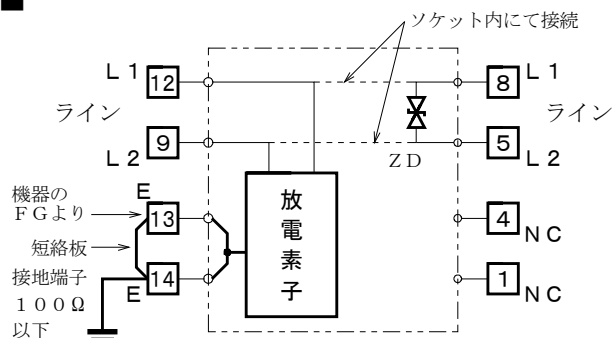 ソケット内にて接続
L1
12
8
L1
ライン
ライン
9
5
L2
ZD
L2
機器の
FGより
E
13
放電素子
4
NC
短絡板
接地端子
14
1
100Ω
E
NC
以下